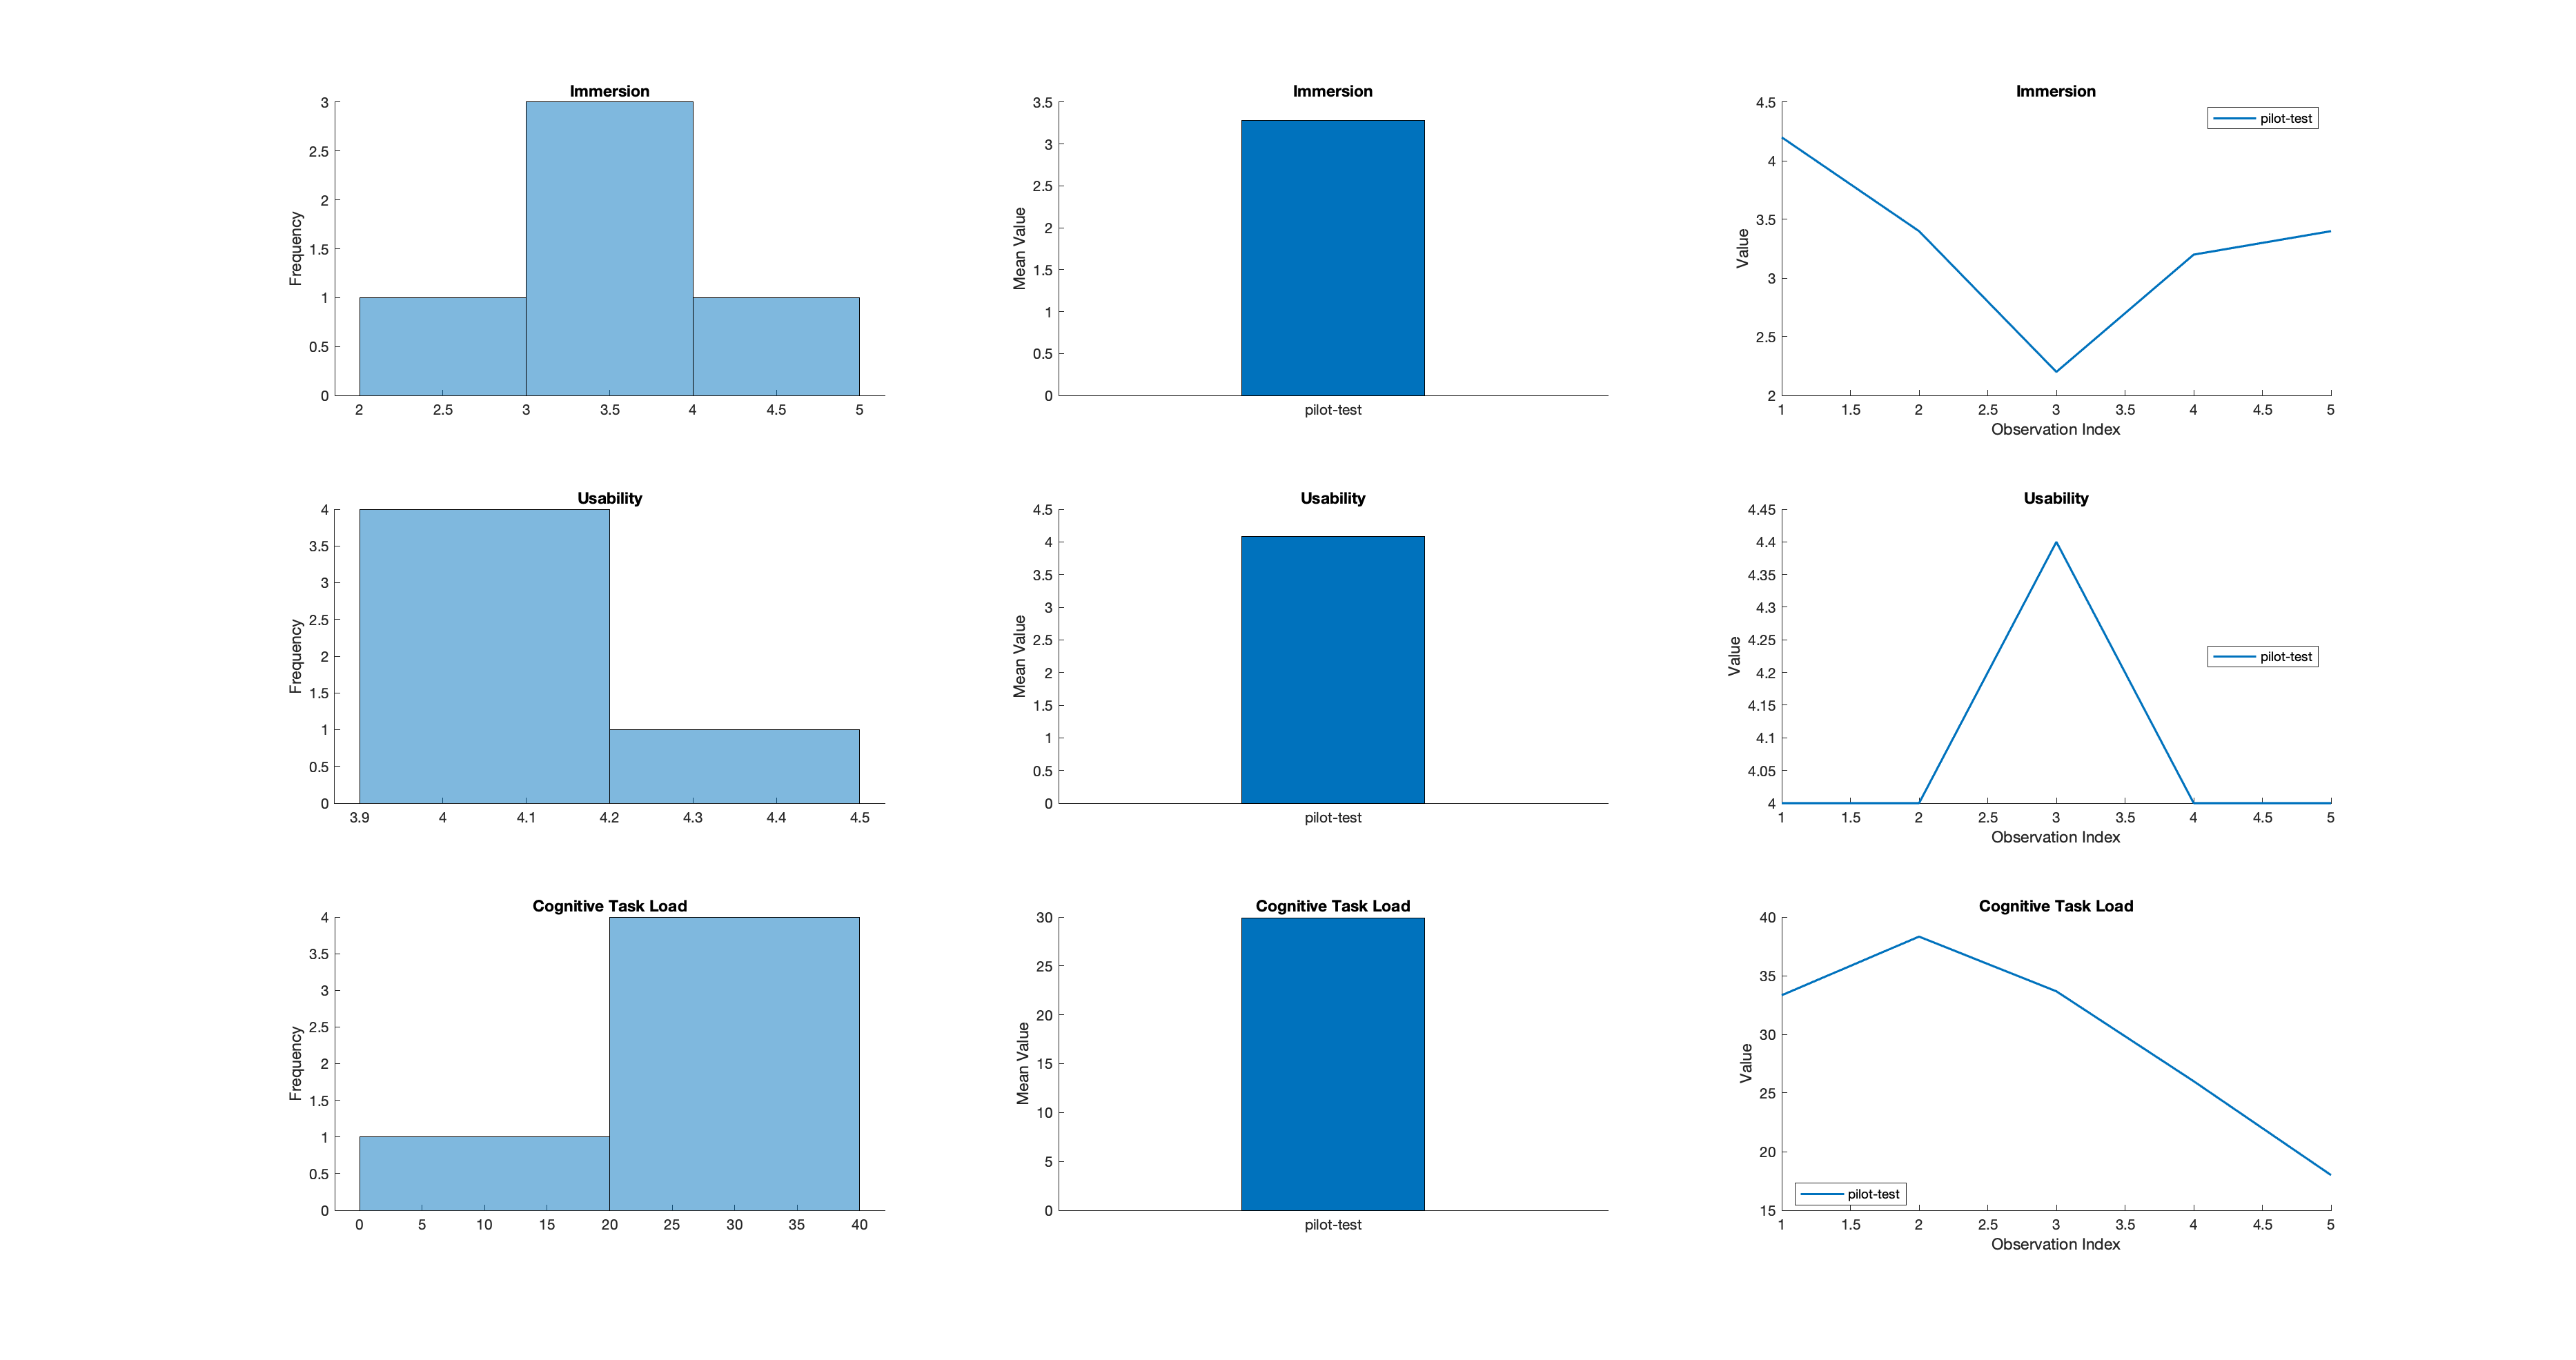 Immersion
3
2.5
2
1.5
1
0.5
0
Frequency
2 2.5 3 3.5 4 4.5 5
Immersion
3.5
3
2.5
2
1.5
1
0.5
0
Mean Value
pilot-test
Immersion
4.5
4
3.5
3
2.5
2
Value
pilot-test
1 1.5 2 2.5 3 3.5 4 4.5 5
Observation Index
Usability
4
3.5
3
2.5
2
1.5
1
0.5
0
Frequency
3.9 4 4.1 4.2 4.3 4.4 4.5
Usability
4.5
4
3.5
3
2.5
2
1.5
1
0.5
0
Mean Value
pilot-test
Usability
4.45
4.4
4.35
4.3
4.25
4.2
4.15
4.1
4.05
4
Value
pilot-test
1 1.5 2 2.5 3 3.5 4 4.5 5
Observation Index
Cognitive Task Load
4
3.5
3
2.5
2
1.5
1
0.5
0
Frequency
0 5 10 15 20 25 30 35 40
Cognitive Task Load
30
25
20
15
10
5
0
Mean Value
pilot-test
Cognitive Task Load
40
35
30
25
20
15
Value
pilot-test
1 1.5 2 2.5 3 3.5 4 4.5 5
Observation Index